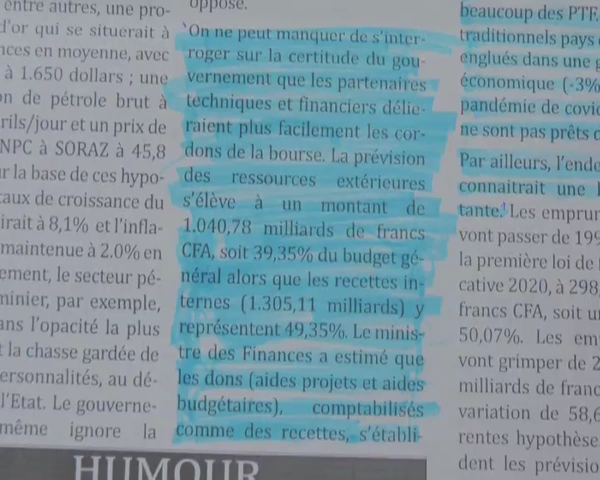 entre autres, une pro-
d'or qui se situerait à
nces en moyenne, avec
à 1.650 dollars ; une
on de pétrole brut à
rils/jour et un prix de
NPC à SORAZ à 45,8
ur la base de ces hypo-
taux de croissance du
irait à 8,1% et l'infla-
maintenue à 2.0% en
ement, le secteur pé-
minier, par exemple,
ans l'opacité la plus
t la chasse gardée de
ersonnalités, au dé-
l'Etat. Le gouverne-
même ignore la
oppose.
On ne peut manquer de s'inter-
roger sur la certitude du gou-
vernement que les partenaires
techniques et financiers délie-
raient plus facilement les cor-
dons de la bourse. La prévision
des ressources extérieures
s'élève à un montant de
1.040,78 milliards de francs
CFA, soit 39,35% du budget gé-
néral alors que les recettes in-
ternes (1.305,11 milliards) y
représentent 49,35%. Le minis-
tre des Finances a estimé que
les dons (aides projets et aides
budgétaires), comptabilisés
comme des recettes, s'établi-
beaucoup des PTF,
traditionnels pays
englués dans une g
économique (-3%
pandémie de covid
ne sont pas prêts d
Par ailleurs, l'ende
connaitrait une
tante. Les emprun
vont passer de 199
la première loi de f
cative 2020, à 298,
francs CFA, soit u
50,07%. Les em
vont grimper de 2
milliards de franc
variation de 58,6
rentes hypothèse
dent les prévisio
HUMOUR